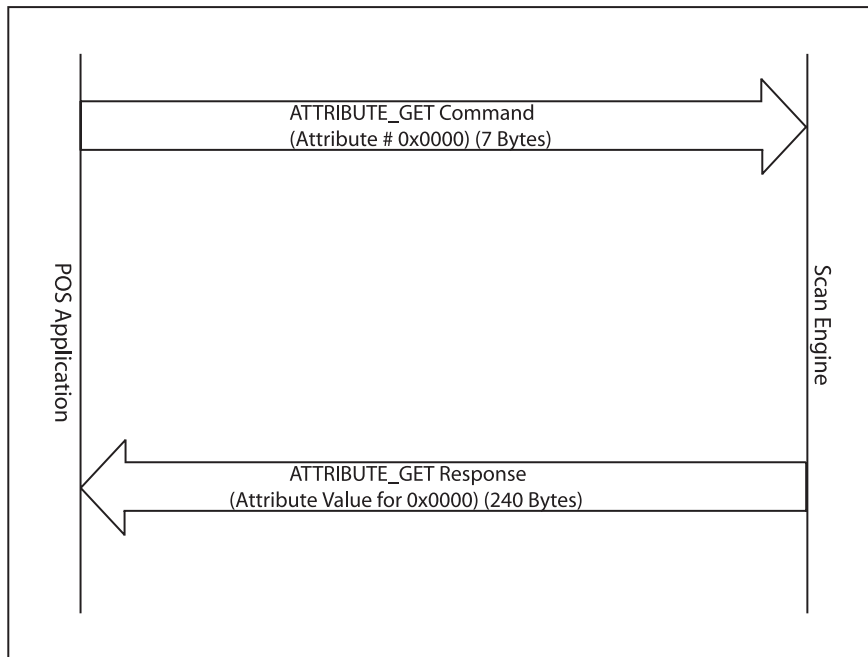 ATTRIBUTE_GET Command
(Attribute # 0x0000) (7 Bytes)
POS Application
Scan Engine
ATTRIBUTE_GET Response
(Attribute Value for 0x0000) (240 Bytes)